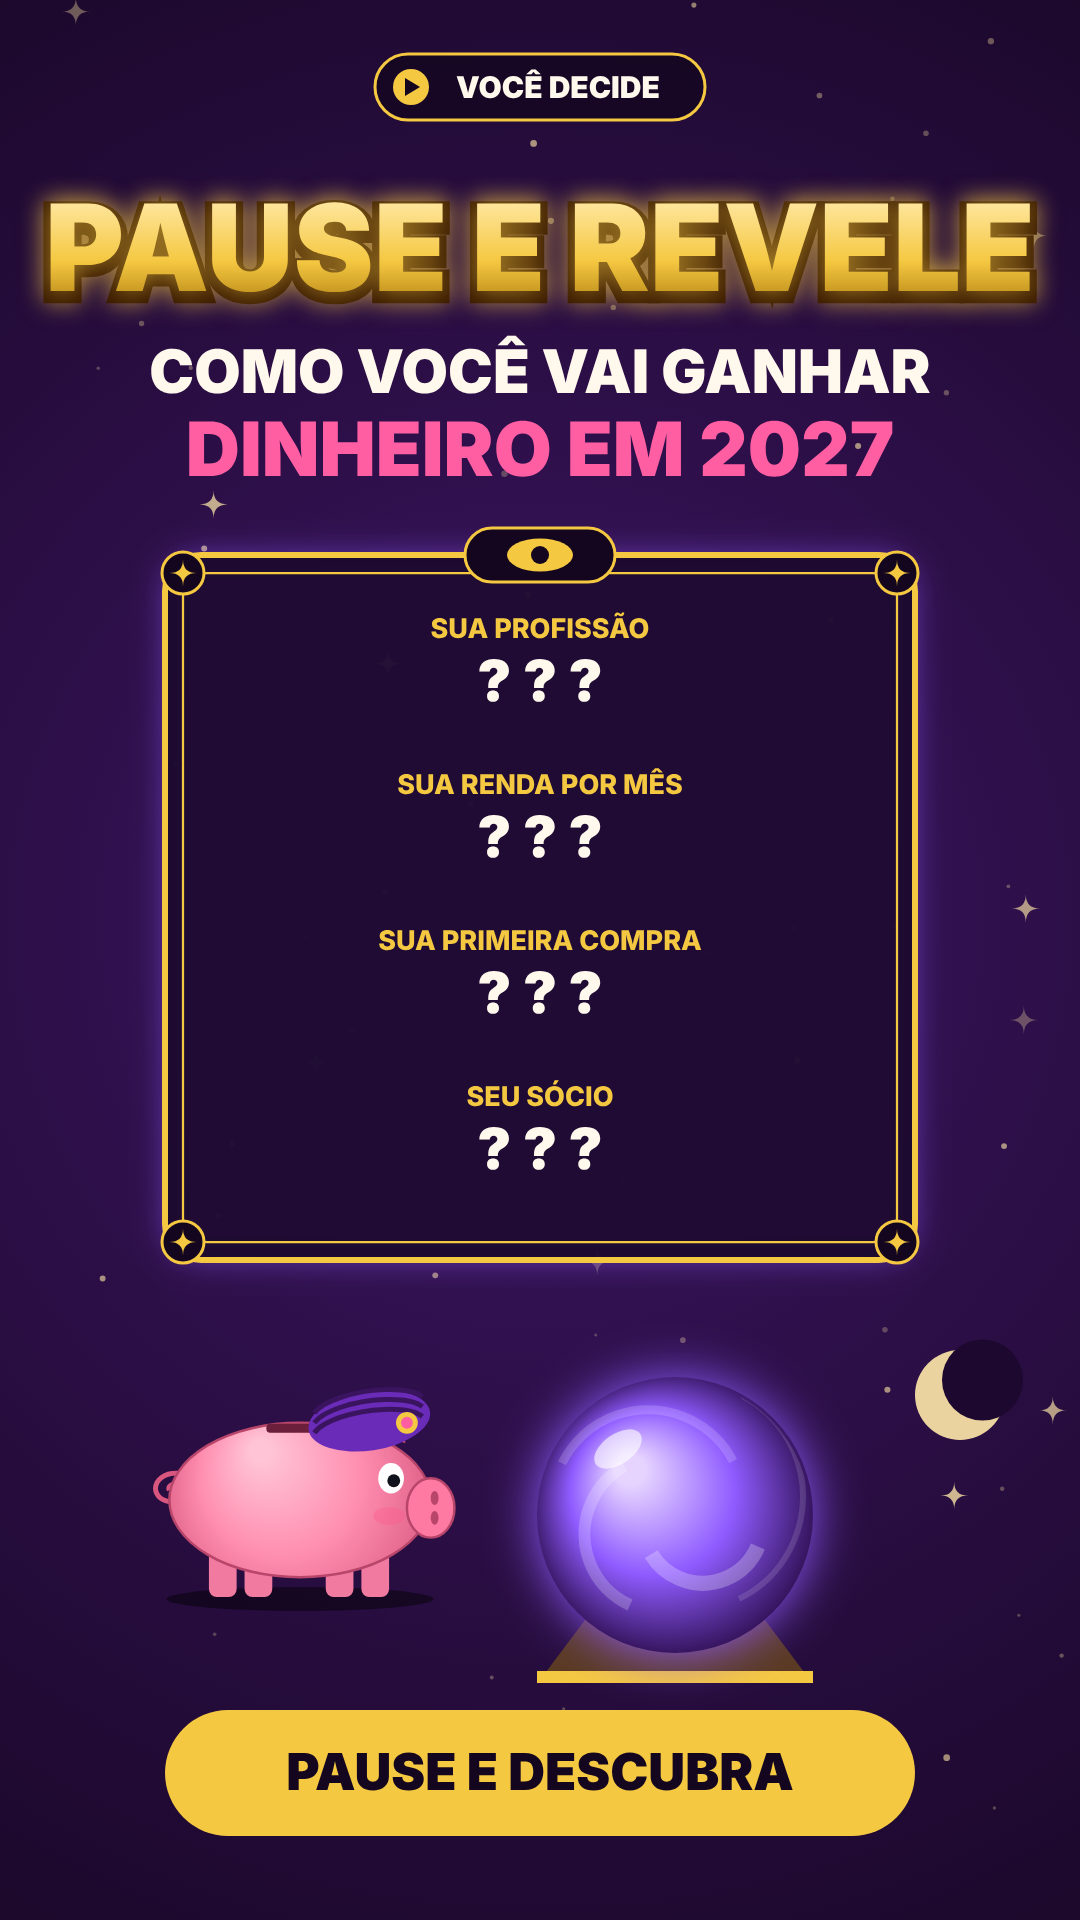 VOCÊ DECIDE
PAUSE E REVELE
COMO VOCÊ VAI GANHAR
DINHEIRO EM 2027
SUA PROFISSÃO
? ? ?
SUA RENDA POR MÊS
? ? ?
SUA PRIMEIRA COMPRA
? ? ?
SEU SÓCIO
? ? ?
PAUSE E DESCUBRA